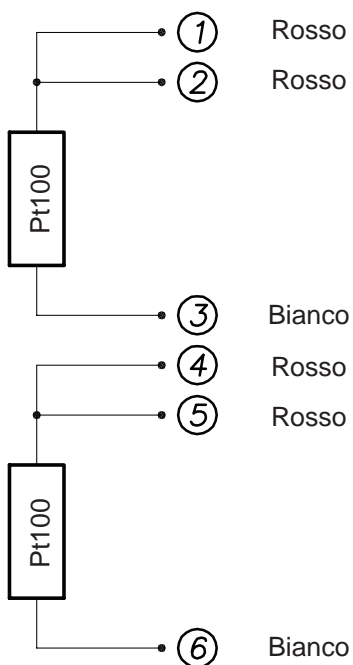 1 Rosso
2 Rosso
Pt100
3 Bianco
4 Rosso
5 Rosso
Pt100
6 Bianco